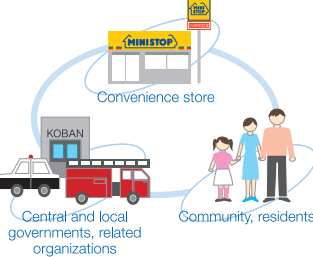 MINI
STOP
MINISTOP
Convenience store
KOBAN
Central and local
governments, related
organizations
Community, residents